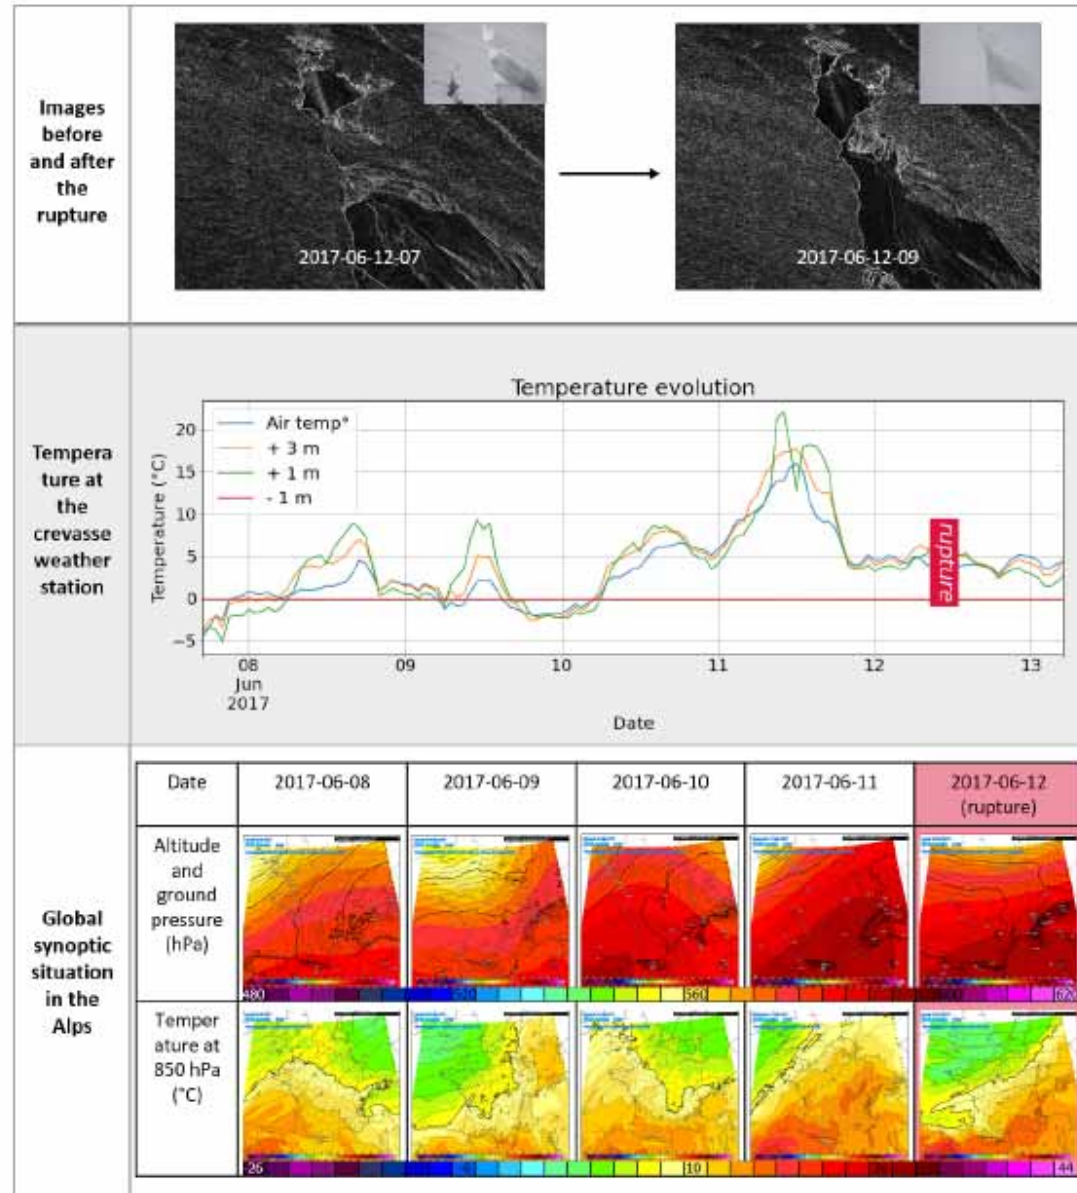 Images
before
and after
the
rupture
2017-06-12-07
2017-06-12-09
Tempera
ture at
the
crevasse
weather
station
Temperature evolution
Temperature (°C)
20
15
10
5
0
−5
Air temp°
+ 3 m
+ 1 m
- 1 m
rupture
08
09
10
11
12
13
Jun
2017
Date
Global
synoptic
situation
in the
Alps
Date
2017-06-08
2017-06-09
2017-06-10
2017-06-11
2017-06-12
(rupture)
Altitude
and
ground
pressure
(hPa)
480
560
Temper
ature at
850 hPa
(°C)
-26
10
44